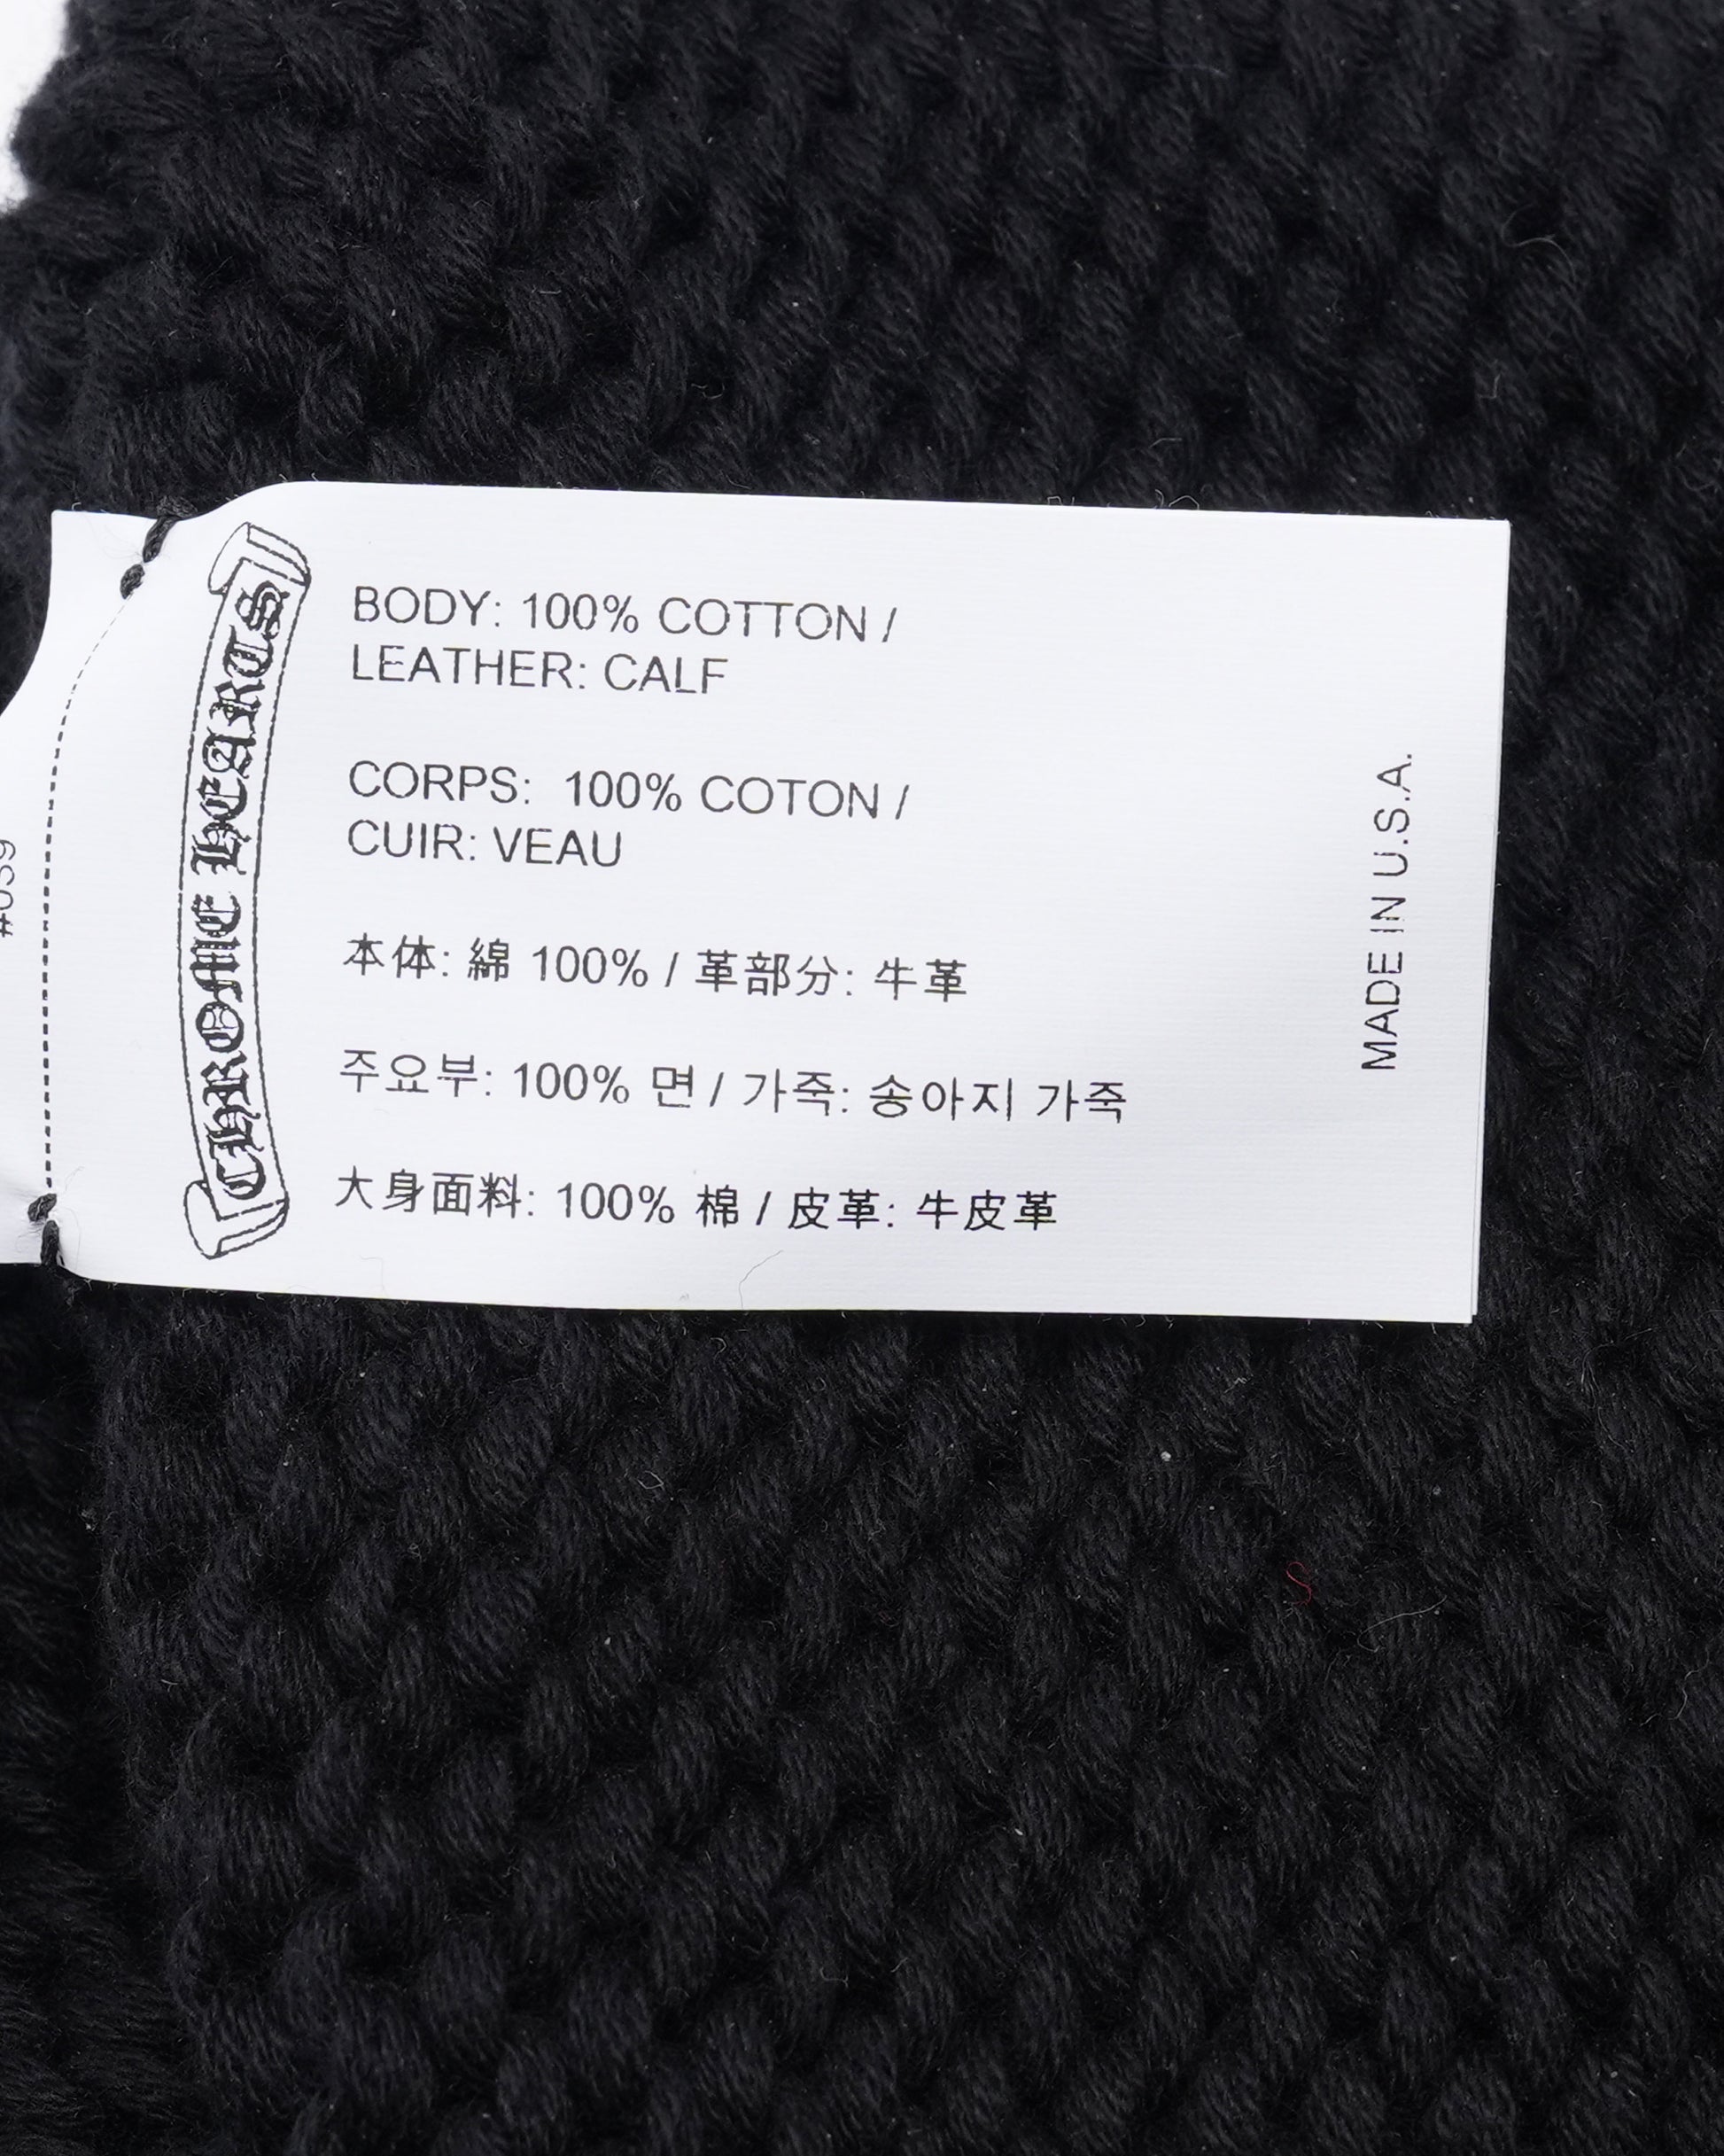 CHROME HEARTS
BODY: 100% COTTON /
LEATHER: CALF
CORPS: 100% COTON /
CUIR: VEAU
本体: 綿 100% / 革部分: 牛革
주요부: 100% 면 / 가죽: 송아지 가죽
大身面料: 100% 棉 / 皮革: 牛皮革
MADE IN U.S.A.